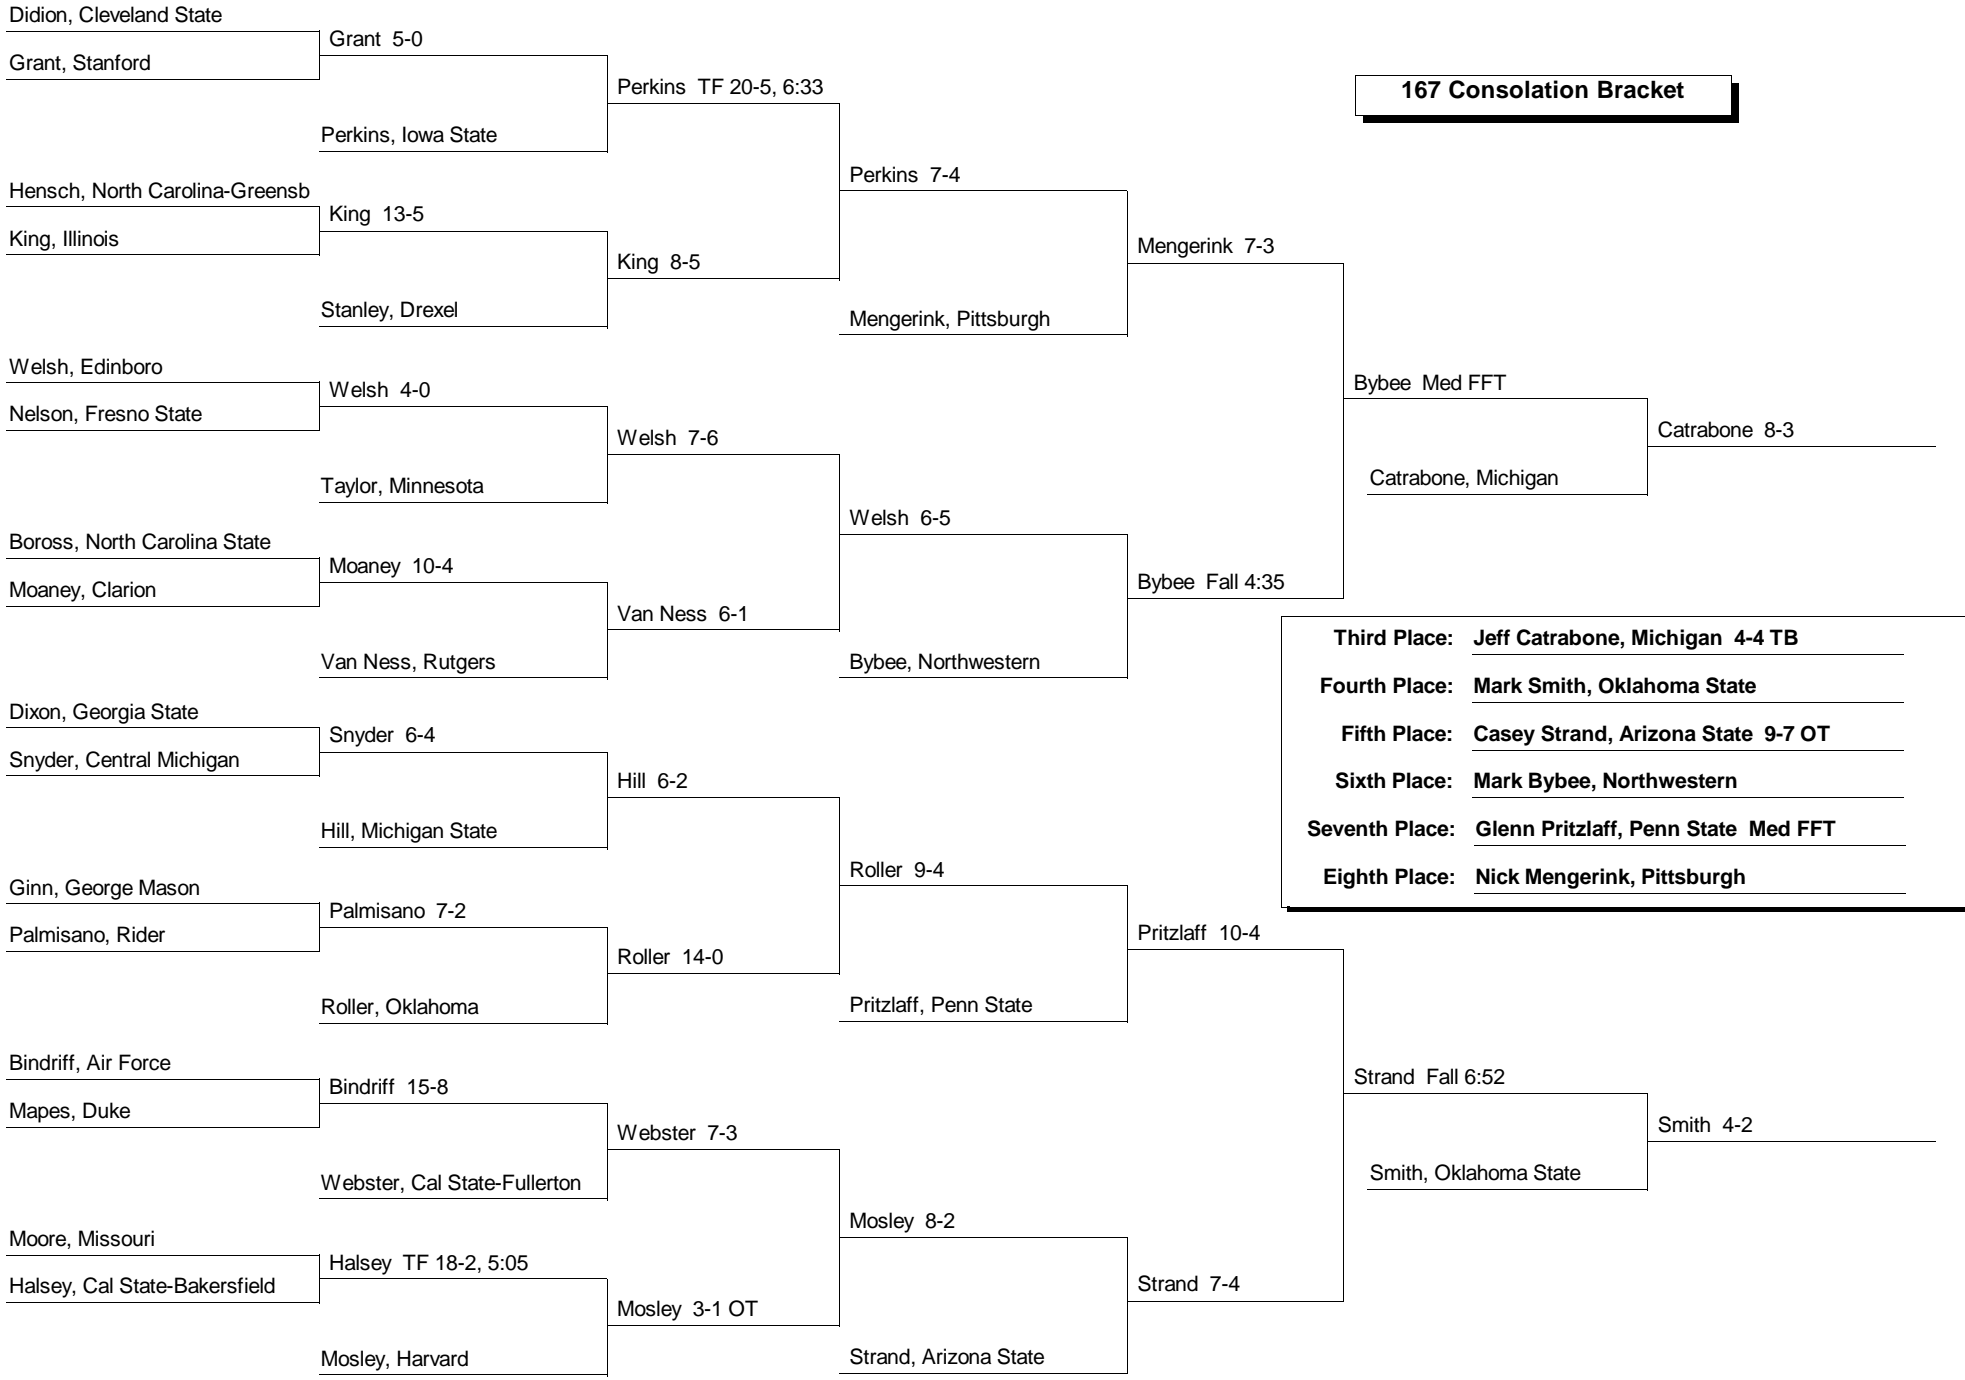 167 Consolation Bracket
Didion, Cleveland State
Grant, Stanford
Hensch, North Carolina-Greensb
King, Illinois
Welsh, Edinboro
Nelson, Fresno State
Boross, North Carolina State
Moaney, Clarion
Dixon, Georgia State
Snyder, Central Michigan
Ginn, George Mason
Palmisano, Rider
Bindriff, Air Force
Mapes, Duke
Moore, Missouri
Halsey, Cal State-Bakersfield
Grant 5-0
Perkins, Iowa State
King 13-5
Stanley, Drexel
Welsh 4-0
Taylor, Minnesota
Moaney 10-4
Van Ness, Rutgers
Snyder 6-4
Hill, Michigan State
Palmisano 7-2
Roller, Oklahoma
Bindriff 15-8
Webster, Cal State-Fullerton
Halsey TF 18-2, 5:05
Mosley, Harvard
Perkins TF 20-5, 6:33
King 8-5
Welsh 7-6
Van Ness 6-1
Hill 6-2
Roller 14-0
Webster 7-3
Mosley 3-1 OT
Perkins 7-4
Mengerink, Pittsburgh
Welsh 6-5
Bybee, Northwestern
Roller 9-4
Pritzlaff, Penn State
Mosley 8-2
Strand, Arizona State
Mengerink 7-3
Bybee Fall 4:35
Pritzlaff 10-4
Strand 7-4
Bybee Med FFT
Catrabone, Michigan
Strand Fall 6:52
Smith, Oklahoma State
Catrabone 8-3
Smith 4-2
Third Place: Jeff Catrabone, Michigan 4-4 TB
Fourth Place: Mark Smith, Oklahoma State
Fifth Place: Casey Strand, Arizona State 9-7 OT
Sixth Place: Mark Bybee, Northwestern
Seventh Place: Glenn Pritzlaff, Penn State Med FFT
Eighth Place: Nick Mengerink, Pittsburgh